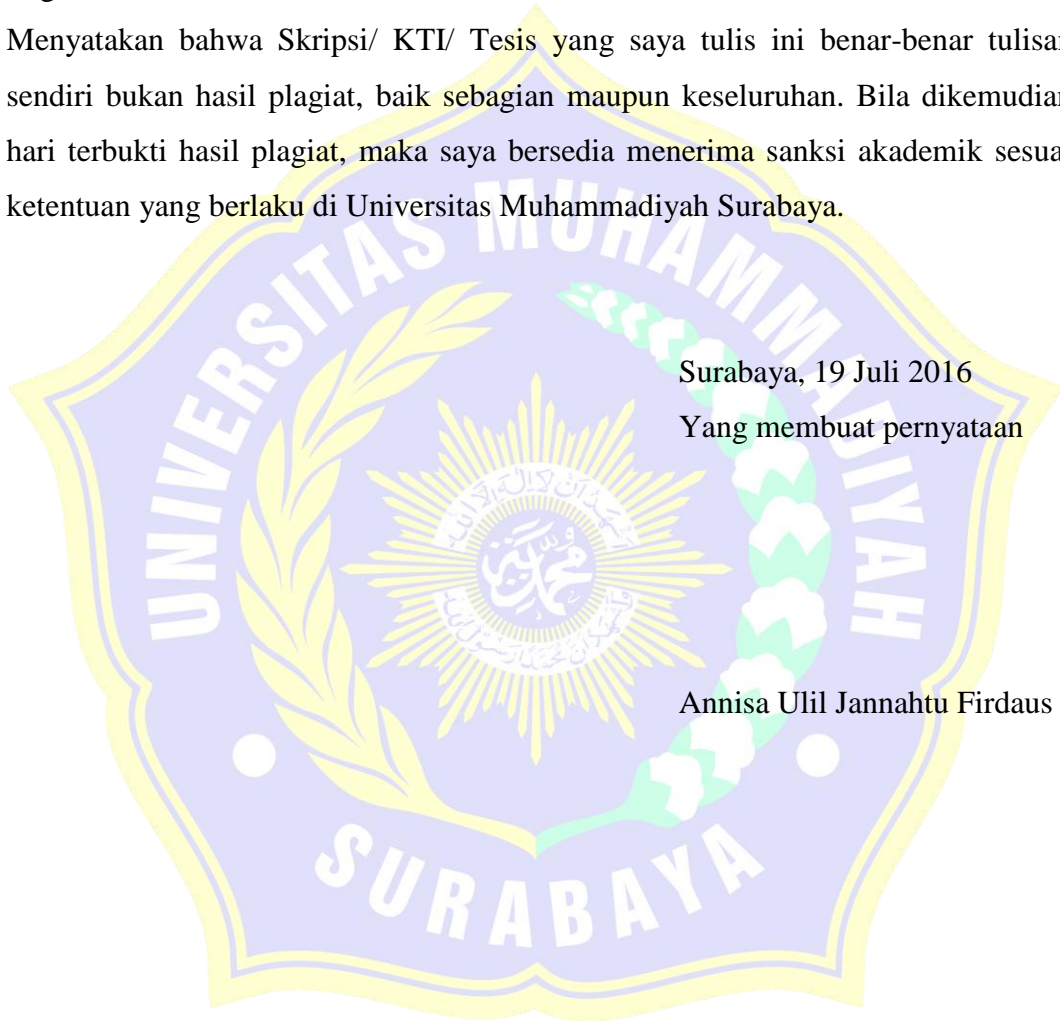 Menyatakan bahwa Skripsi/ KTI/ Tesis yang saya tulis ini benar-benar tulisan
sendiri bukan hasil plagiat, baik sebagian maupun keseluruhan. Bila dikemudian
hari terbukti hasil plagiat, maka saya bersedia menerima sanksi akademik sesua
ketentuan yang berlaku di Universitas Muhammadiyah Surabaya.
UNIVERSITAS MUHAMMADIYAH
Surabaya, 19 Juli 2016
Yang membuat pernyataan
محمد
Annisa Ulil Jannahtu Firdaus
SURABAYA